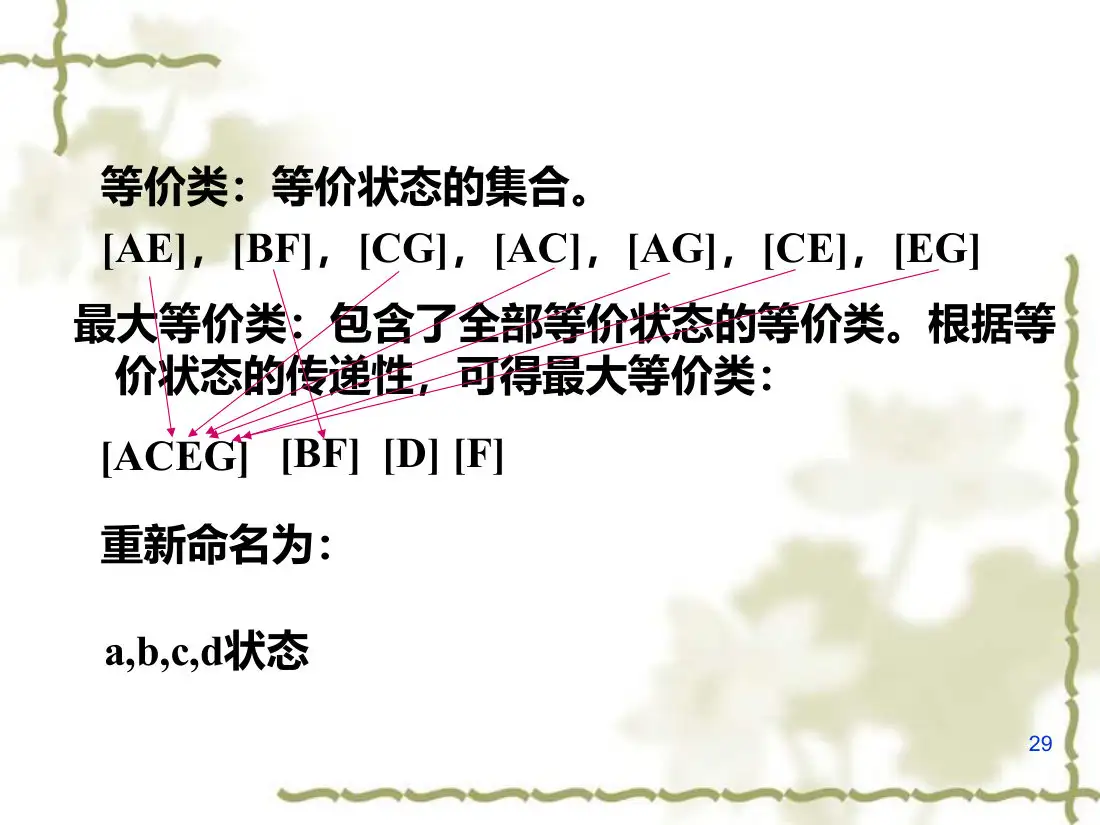 等价类：等价状态的集合。
[AE]，[BF]，[CG]，[AC]，[AG]，[CE]，[EG]
最大等价类：包含了全部等价状态的等价类。根据等
价状态的传递性，可得最大等价类：
[ACEG] [BF] [D] [F]
重新命名为：
a,b,c,d状态
29